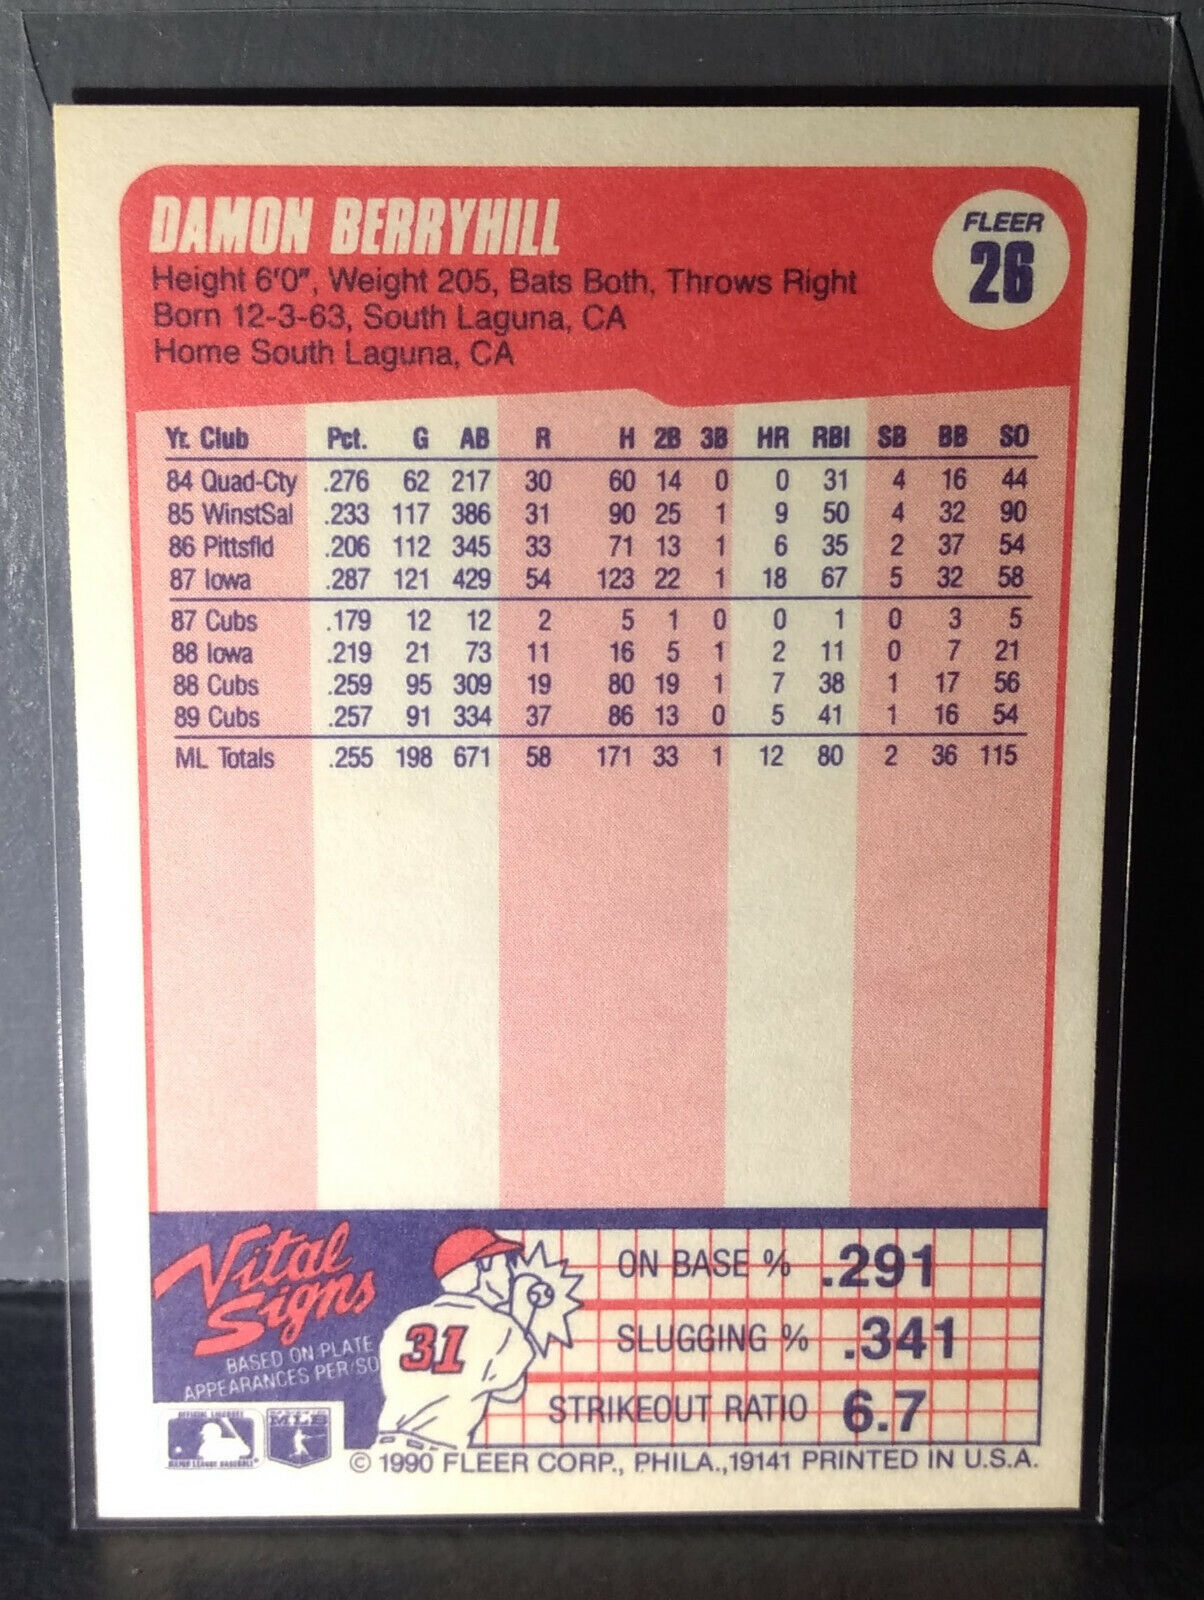 DAMON BERRYHILL
Height 6'0", Weight 205, Bats Both, Throws Right
Born 12-3-63, South Laguna, CA
Home South Laguna, CA
FLEER
26
Yr. Club Pct. G AB R H 2B 3B HR RBI SB BB SO
84 Quad-Cty .276 62 217 30 60 14 0 0 31 4 16 44
85 WinstSal .233 117 386 31 90 25 1 9 50 4 32 90
86 Pittsfld .206 112 345 33 71 13 1 6 35 2 37 54
87 Iowa .287 121 429 54 123 22 1 18 67 5 32 58
87 Cubs .179 12 12 2 5 1 0 0 1 0 3 5
88 Iowa .219 21 73 11 16 5 1 2 11 0 7 21
88 Cubs .259 95 309 19 80 19 1 7 38 1 17 56
89 Cubs .257 91 334 37 86 13 0 5 41 1 16 54
ML Totals .255 198 671 58 171 33 1 12 80 2 36 115
Vital
Signs
BASED ON PLATE
APPEARANCES PER/SO
31
ON BASE % .291
SLUGGING % .341
STRIKEOUT RATIO 6.7
MLB
© 1990 FLEER CORP., PHILA., 19141 PRINTED IN U.S.A.